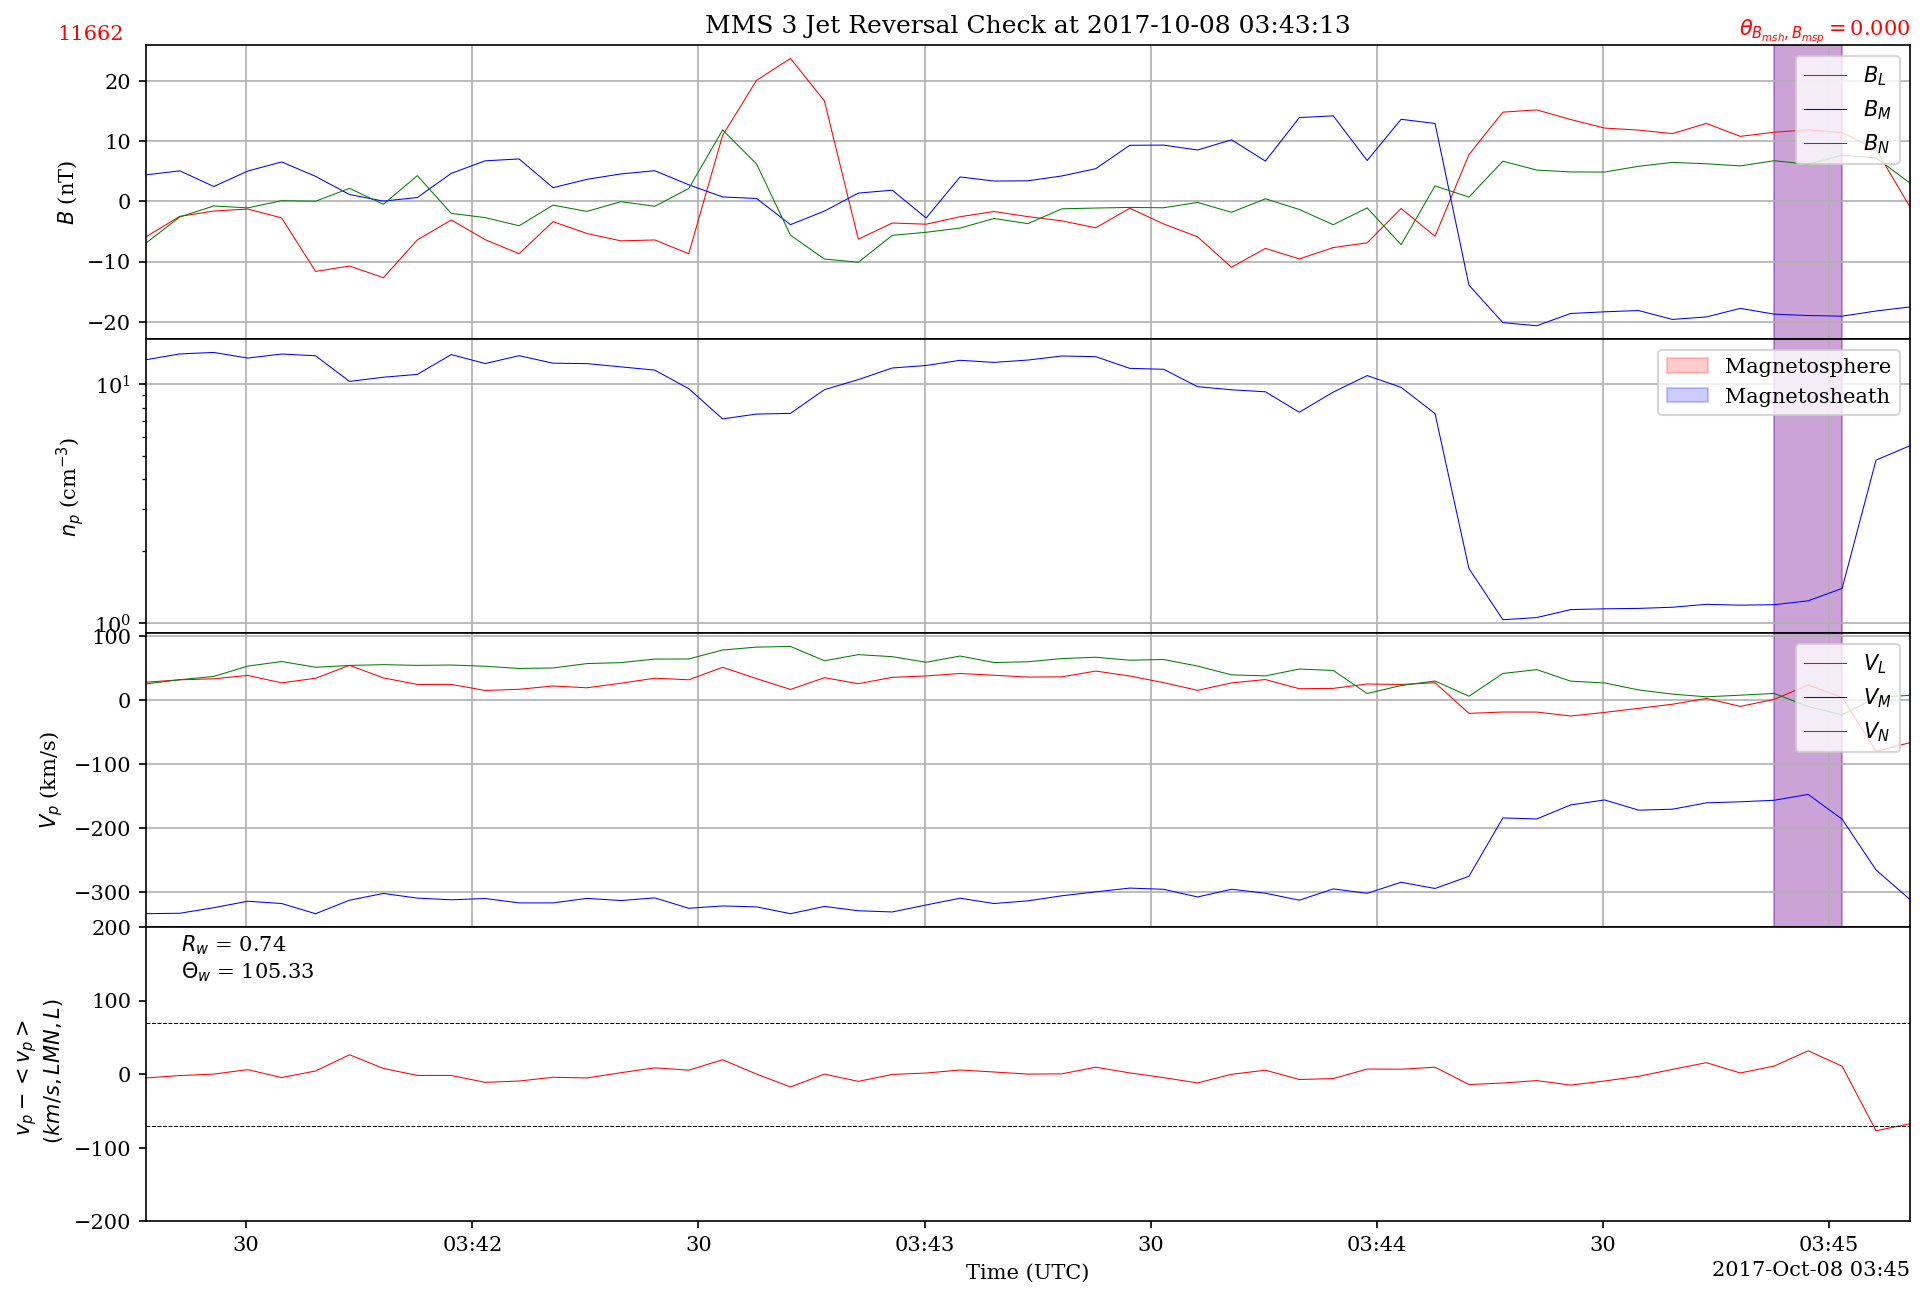 11662
MMS 3 Jet Reversal Check at 2017-10-08 03:43:13
θ_{B_{msh}, B_{msp}} = 0.000
B (nT)
20
10
0
−10
−20
B_L
B_M
B_N
n_p (cm^{−3})
10^1
10^0
Magnetosphere
Magnetosheath
V_p (km/s)
100
0
−100
−200
−300
V_L
V_M
V_N
v_p − < v_p >
(km/s, LMN, L)
200
100
0
−100
−200
R_w = 0.74
Θ_w = 105.33
30 03:42 30 03:43 30 03:44 30 03:45
Time (UTC)
2017-Oct-08 03:45